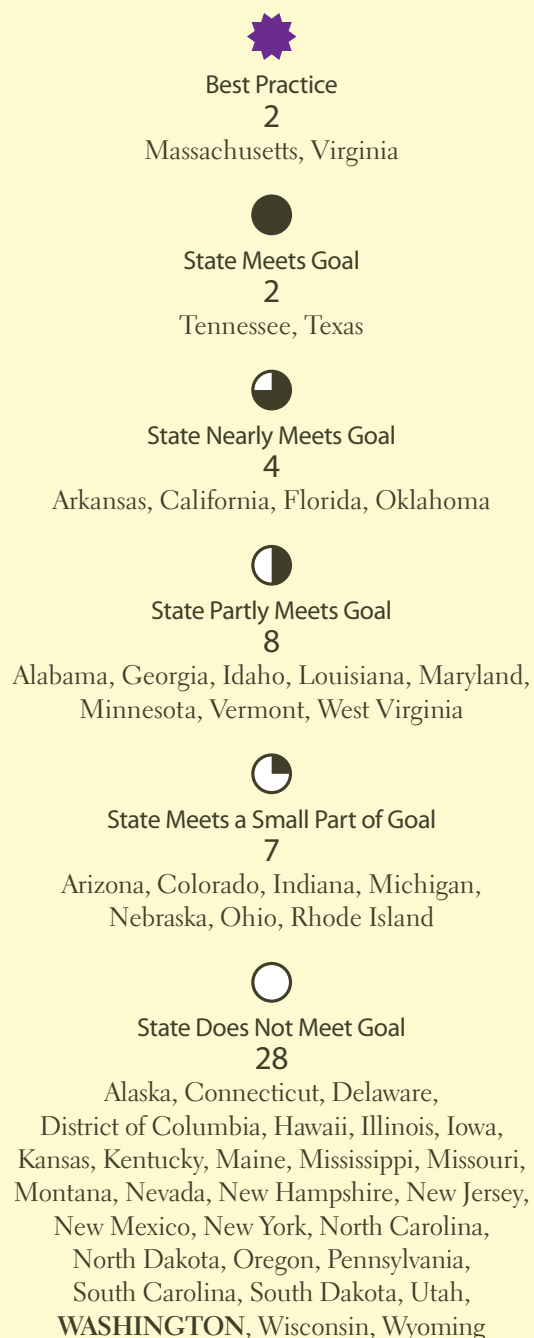 Best Practice
2
Massachusetts, Virginia
State Meets Goal
2
Tennessee, Texas
State Nearly Meets Goal
4
Arkansas, California, Florida, Oklahoma
State Partly Meets Goal
8
Alabama, Georgia, Idaho, Louisiana, Maryland,
Minnesota, Vermont, West Virginia
State Meets a Small Part of Goal
7
Arizona, Colorado, Indiana, Michigan,
Nebraska, Ohio, Rhode Island
State Does Not Meet Goal
28
Alaska, Connecticut, Delaware,
District of Columbia, Hawaii, Illinois, Iowa,
Kansas, Kentucky, Maine, Mississippi, Missouri,
Montana, Nevada, New Hampshire, New Jersey,
New Mexico, New York, North Carolina,
North Dakota, Oregon, Pennsylvania,
South Carolina, South Dakota, Utah,
WASHINGTON, Wisconsin, Wyoming